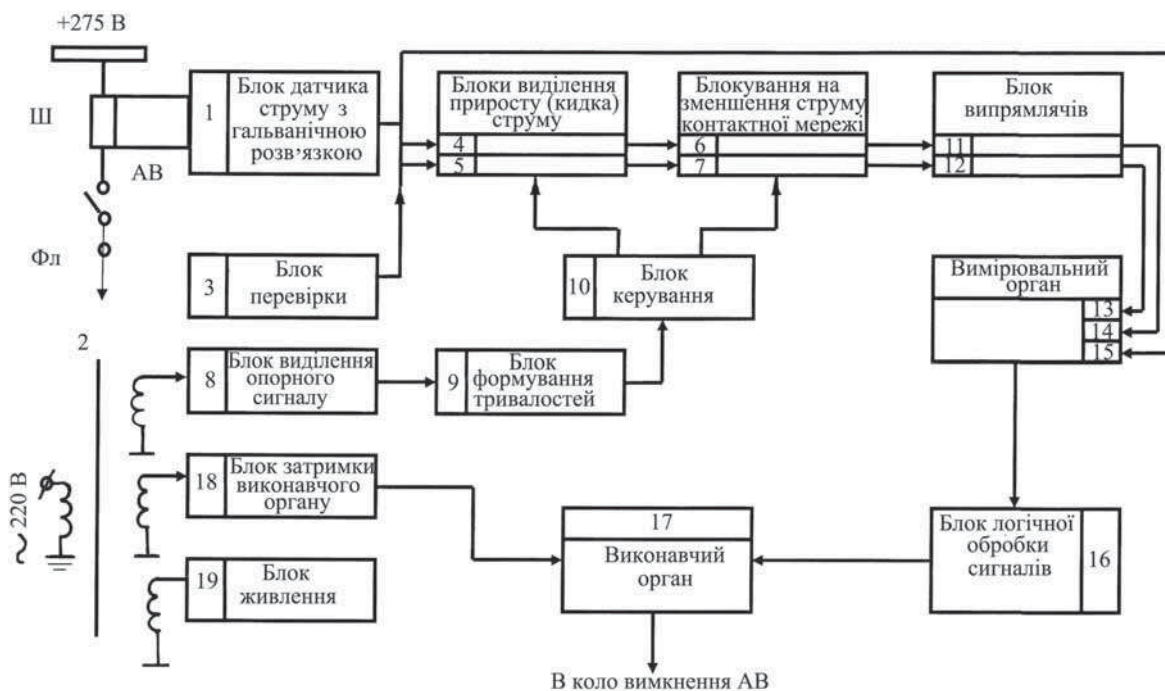 +275 В
Ш
АВ
Фл
1
Блок датчика
струму з
гальванічною
розв’язкою
Блоки виділення
приросту (кидка)
струму
4
5
Блокування на
зменшення струму
контактної мережі
6
7
Блок
випрямлячів
11
12
3
Блок
перевірки
10
Блок
керування
Вимірювальний
орган
13
14
15
2
8
Блок виділення
опорного
сигналу
9
Блок
формування
тривалостей
~ 220 В
18
Блок затримки
виконавчого
органу
17
Виконавчий
орган
Блок логічної
обробки
сигналів
16
19
Блок
живлення
В коло вимкнення АВ